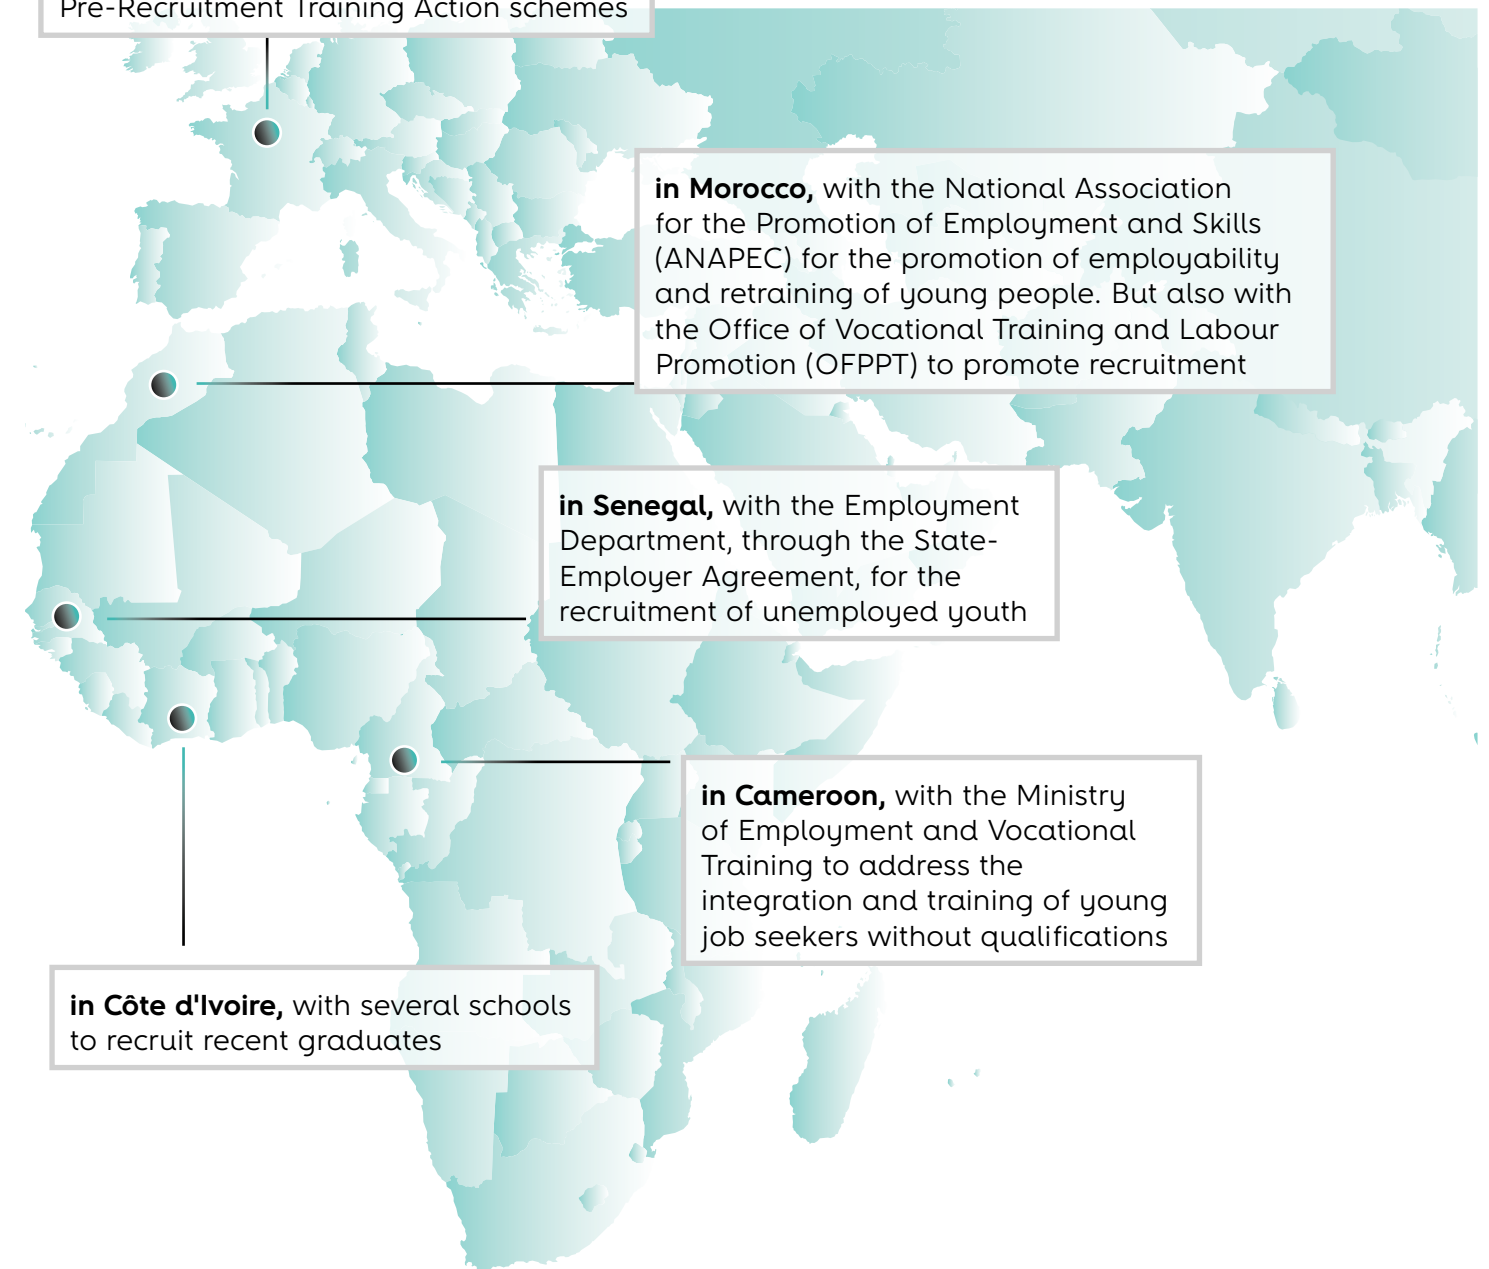 Pre-Recruitment Training Action schemes
in Morocco, with the National Association
for the Promotion of Employment and Skills
(ANAPEC) for the promotion of employability
and retraining of young people. But also with
the Office of Vocational Training and Labour
Promotion (OFPPT) to promote recruitment
in Senegal, with the Employment
Department, through the State-
Employer Agreement, for the
recruitment of unemployed youth
in Cameroon, with the Ministry
of Employment and Vocational
Training to address the
integration and training of young
job seekers without qualifications
in Côte d'Ivoire, with several schools
to recruit recent graduates